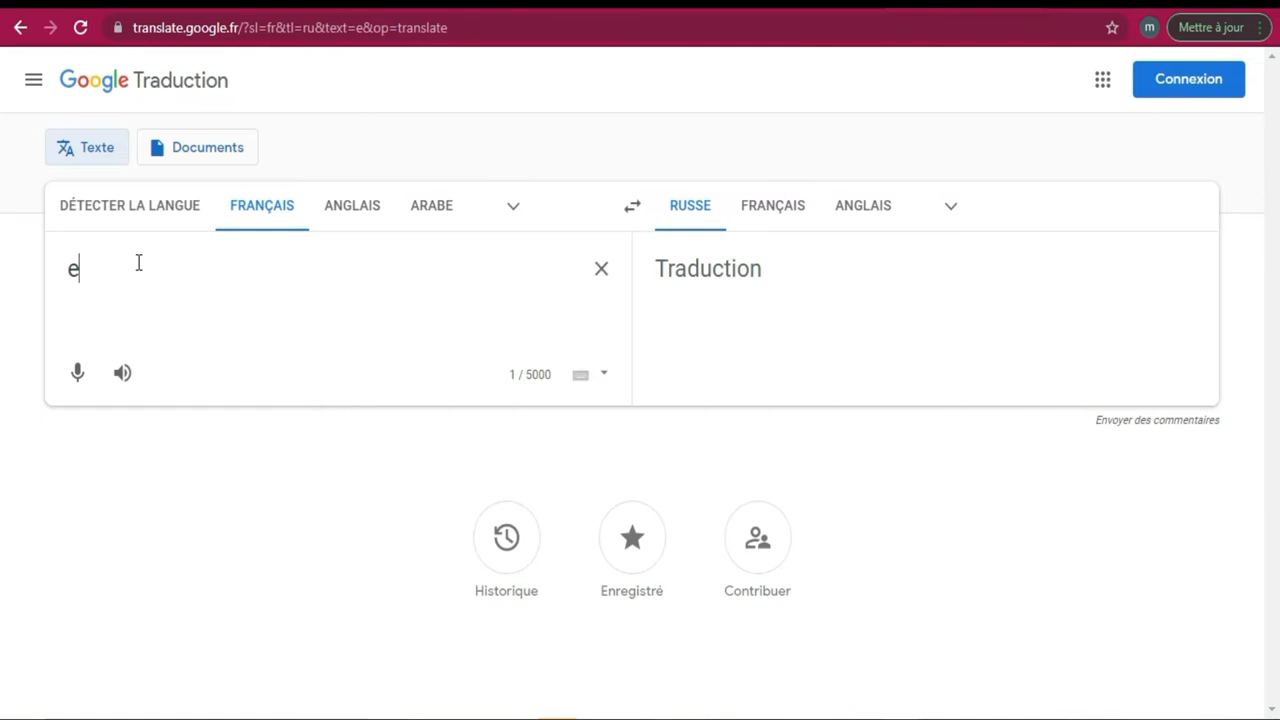 translate.google.fr/?sl=fr&tl=ru&text=e&op=translate
m
Mettre à jour
Google Traduction
Connexion
Texte
Documents
DÉTECTER LA LANGUE
FRANÇAIS
ANGLAIS
ARABE
RUSSE
FRANÇAIS
ANGLAIS
e
Traduction
1 / 5000
Envoyer des commentaires
Historique
Enregistré
Contribuer